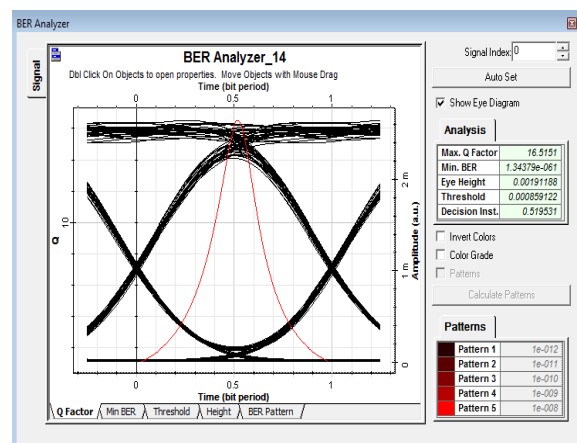 BER Analyzer
Signal
BER Analyzer_14
Dbl Click On Objects to open properties. Move Objects with Mouse Drag
Time (bit period)
0 0.5 1
Q
10
Amplitude (a.u.)
2 m
1 m
0
0 0.5 1
Time (bit period)
Q Factor Min BER Threshold Height BER Pattern
Signal Index: 0
Auto Set
Show Eye Diagram
Analysis
Max. Q Factor 16.5151
Min. BER 1.34379e-061
Eye Height 0.00191188
Threshold 0.000859122
Decision Inst. 0.519531
Invert Colors
Color Grade
Patterns
Calculate Patterns
Patterns
Pattern 1 1e-012
Pattern 2 1e-011
Pattern 3 1e-010
Pattern 4 1e-009
Pattern 5 1e-008